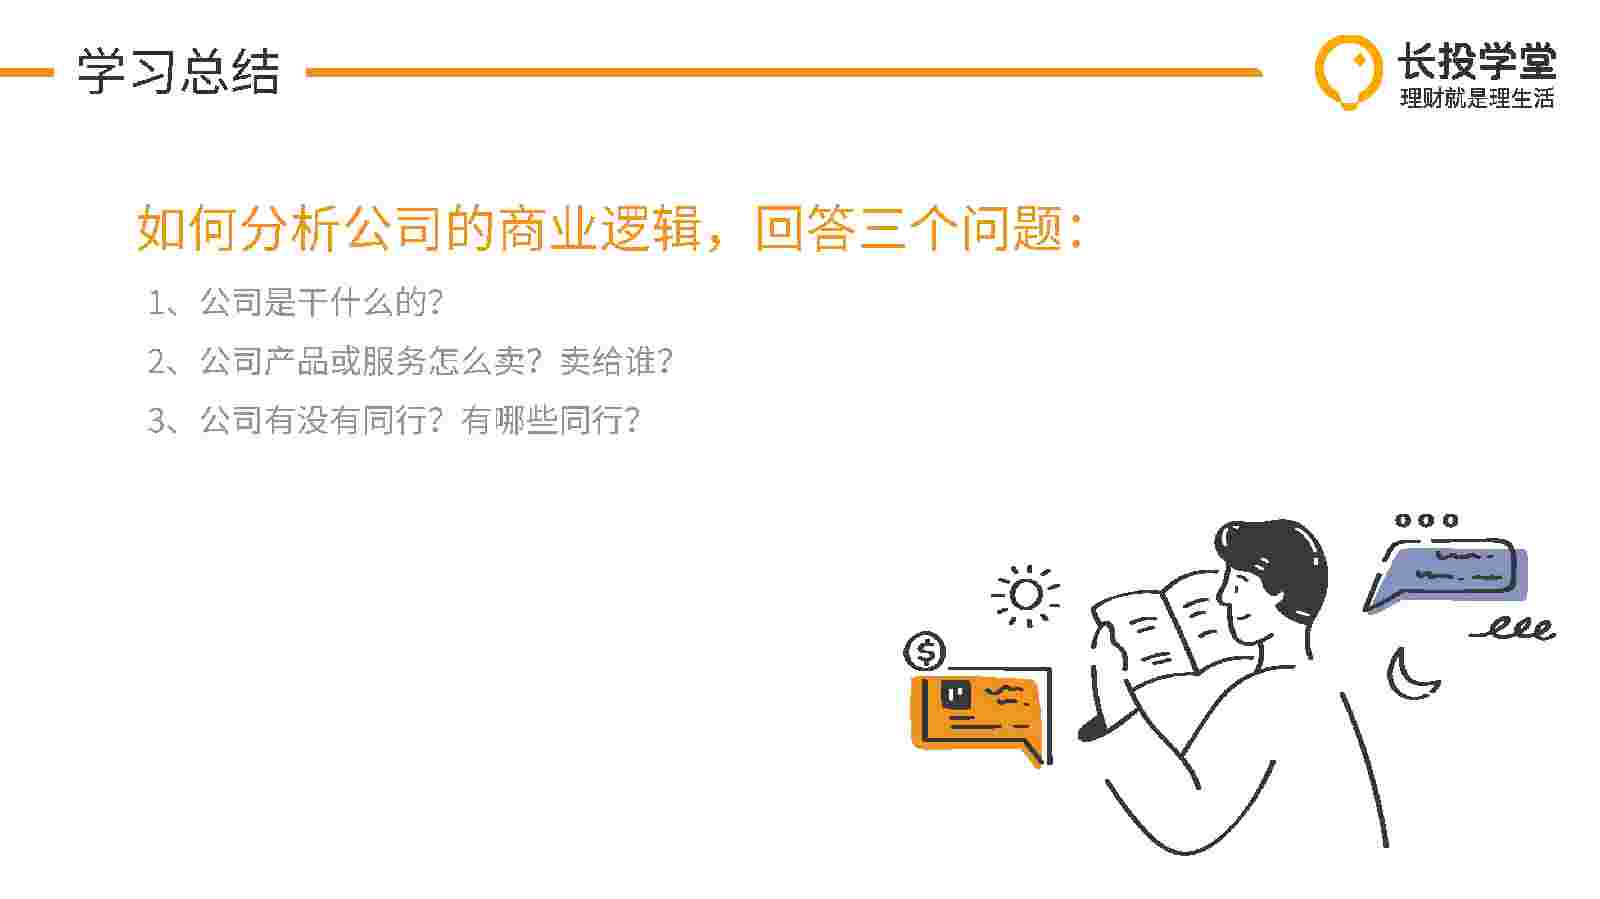 学习总结
长投学堂
理财就是理生活
如何分析公司的商业逻辑，回答三个问题：
1、公司是干什么的？
2、公司产品或服务怎么卖？卖给谁？
3、公司有没有同行？有哪些同行？
$